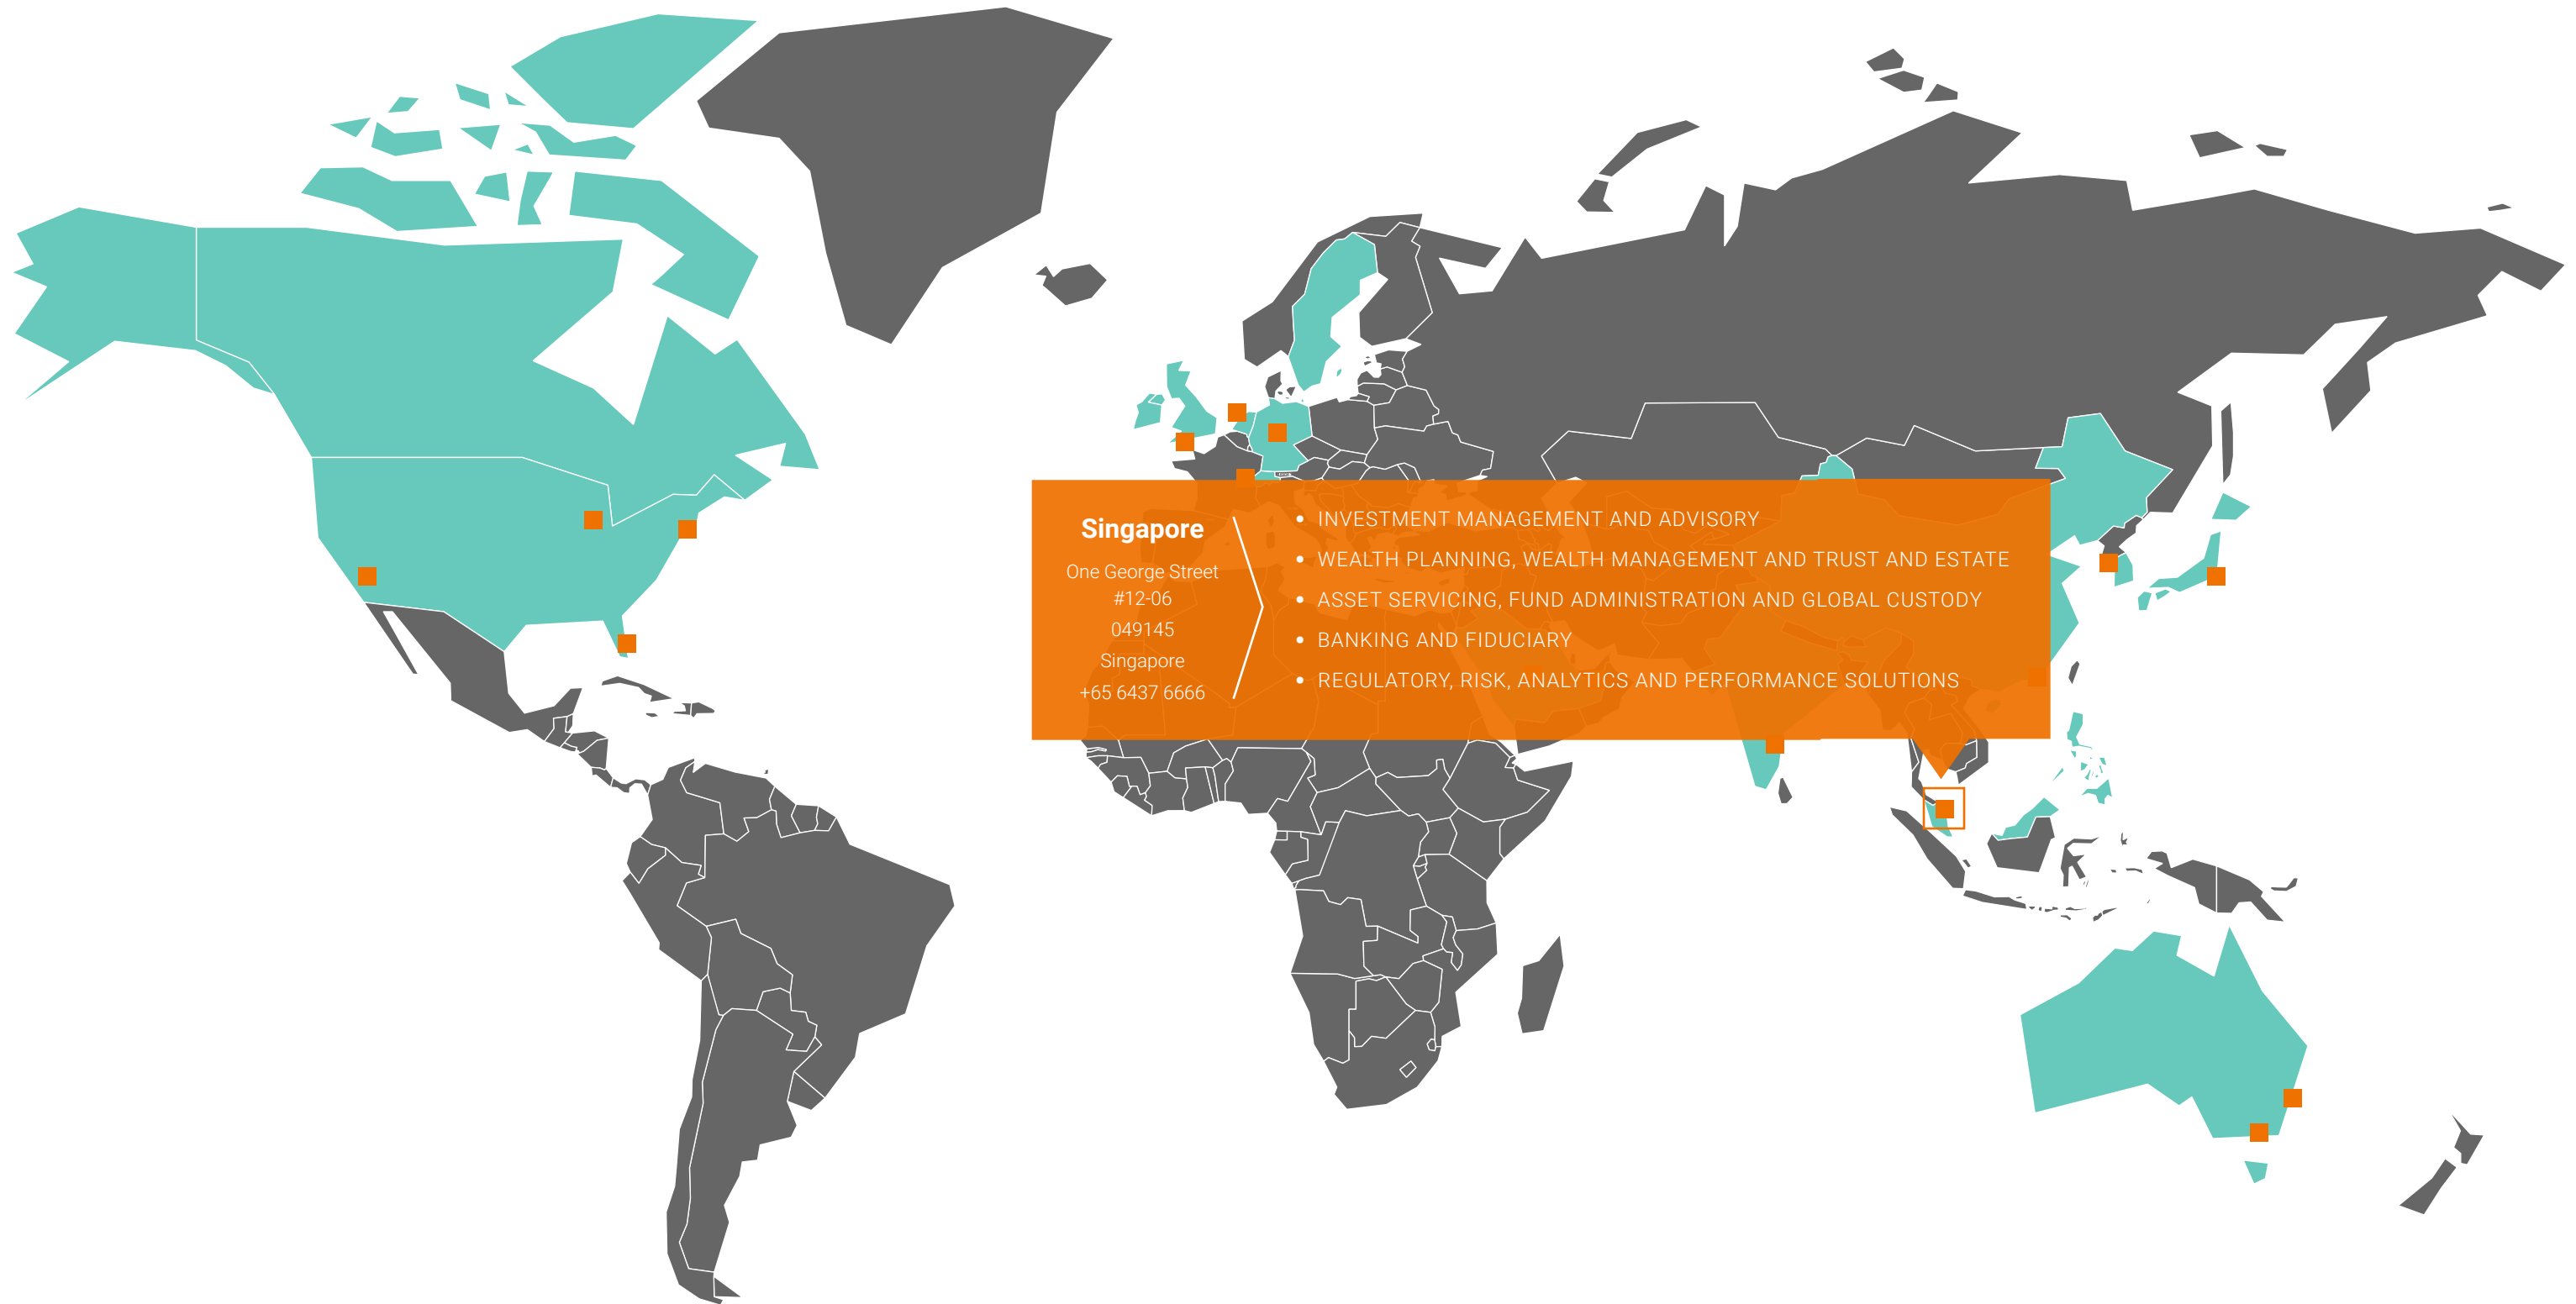 Singapore
One George Street
#12-06
049145
Singapore
+65 6437 6666
• INVESTMENT MANAGEMENT AND ADVISORY
• WEALTH PLANNING, WEALTH MANAGEMENT AND TRUST AND ESTATE
• ASSET SERVICING, FUND ADMINISTRATION AND GLOBAL CUSTODY
• BANKING AND FIDUCIARY
• REGULATORY, RISK, ANALYTICS AND PERFORMANCE SOLUTIONS